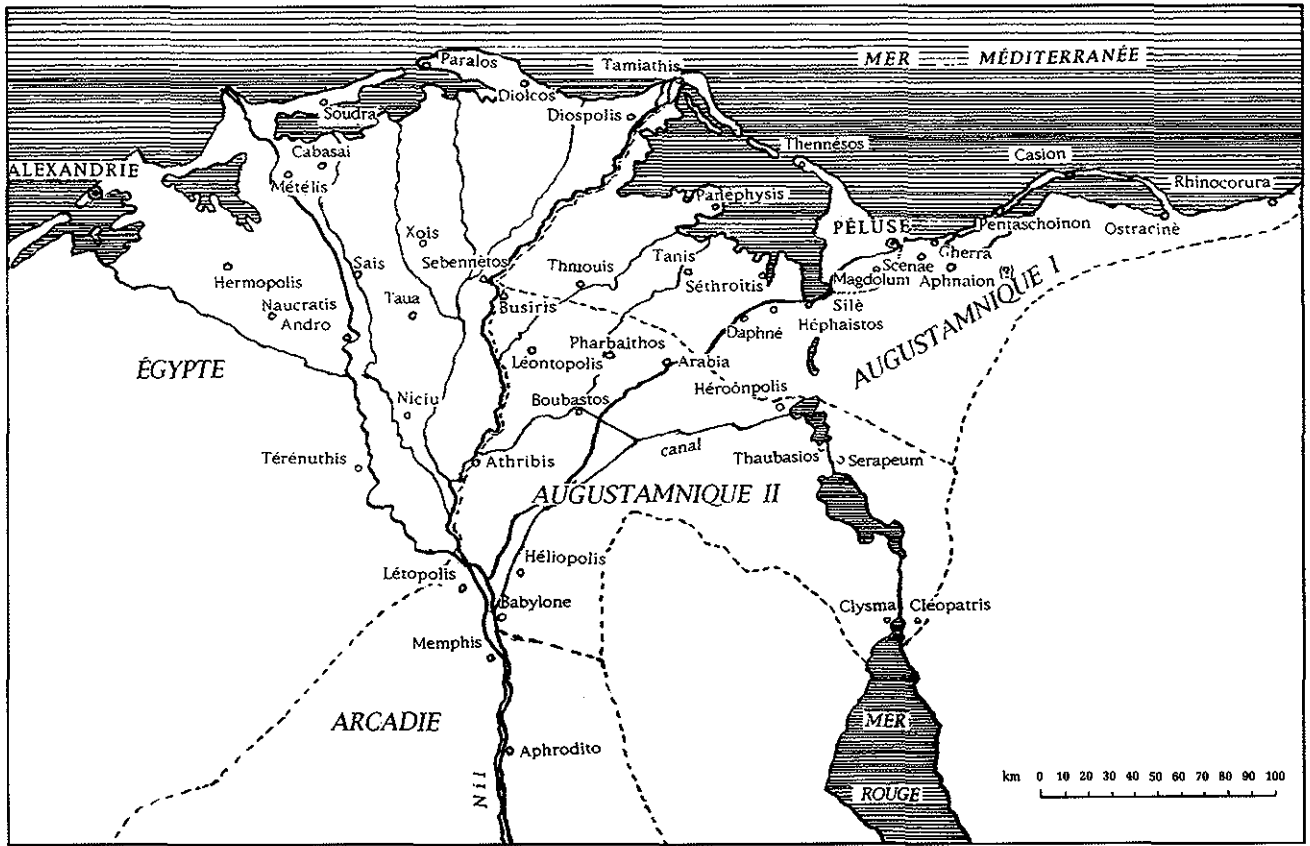 MER MÉDITERRANÉE
Paralos
Tamiathis
Diolcos
Soudra
Diospolis
Thennésos
Cabasai
Casion
ALEXANDRIE
Métélis
Rhinocorura
Panéphysis
Pentaschoinon
Ostracinè
PÉLUSE
Xois
Gherra
Sebennètos
Thmouis
Tanis
Scenae
Hermopolis
Sais
Séthroitis
Magdolum
Aphnaion (?)
Naucratis
Taua
Busiris
Silè
Andro
Daphné
Héphaistos
AUGUSTAMNIQUE I
Pharbaithos
Léontopolis
Arabia
ÉGYPTE
Niciu
Boubastos
Héroônpolis
canal
Térénuthis
Athribis
Thaubasios
Serapeum
AUGUSTAMNIQUE II
Héliopolis
Létopolis
Babylone
Clysma
Cléopatris
Memphis
ARCADIE
MER
Aphrodito
Nil
ROUGE
km 0 10 20 30 40 50 60 70 80 90 100